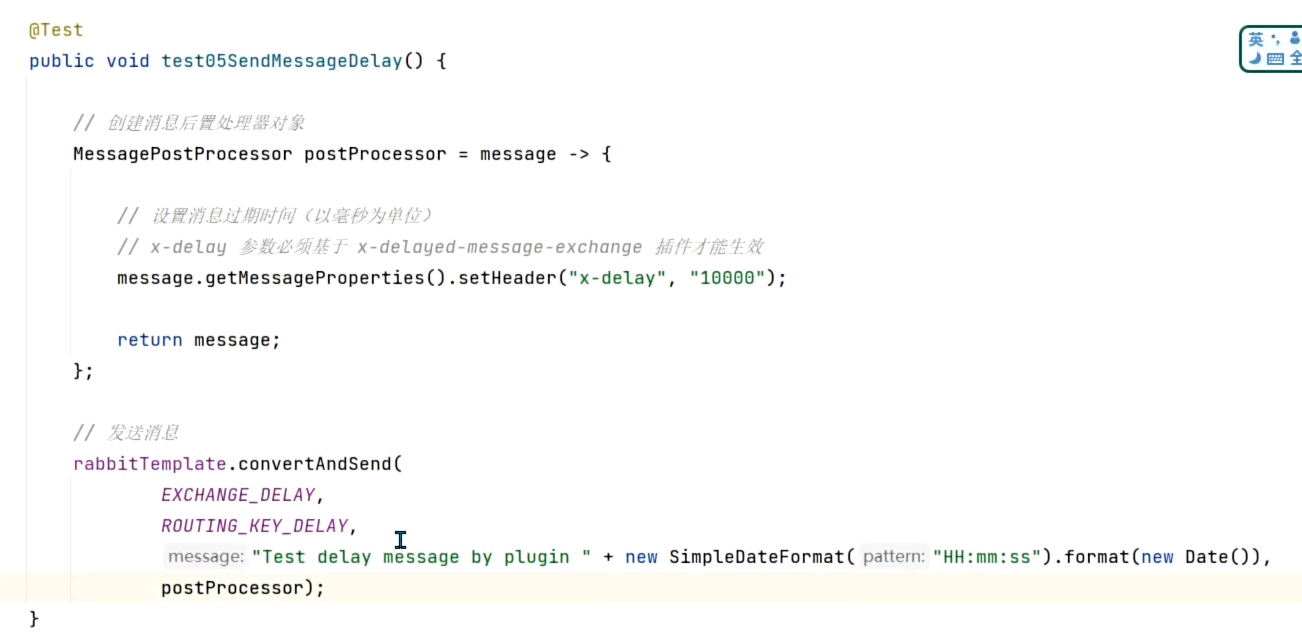 @Test
public void test05SendMessageDelay() {
// 创建消息后置处理器对象
MessagePostProcessor postProcessor = message -> {
// 设置消息过期时间（以毫秒为单位）
// x-delay 参数必须基于 x-delayed-message-exchange 插件才能生效
message.getMessageProperties().setHeader("x-delay", "10000");
return message;
};
// 发送消息
rabbitTemplate.convertAndSend(
EXCHANGE_DELAY,
ROUTING_KEY_DELAY,
message: "Test delay message by plugin " + new SimpleDateFormat( pattern: "HH:mm:ss").format(new Date()),
postProcessor);
}
英 °,
全